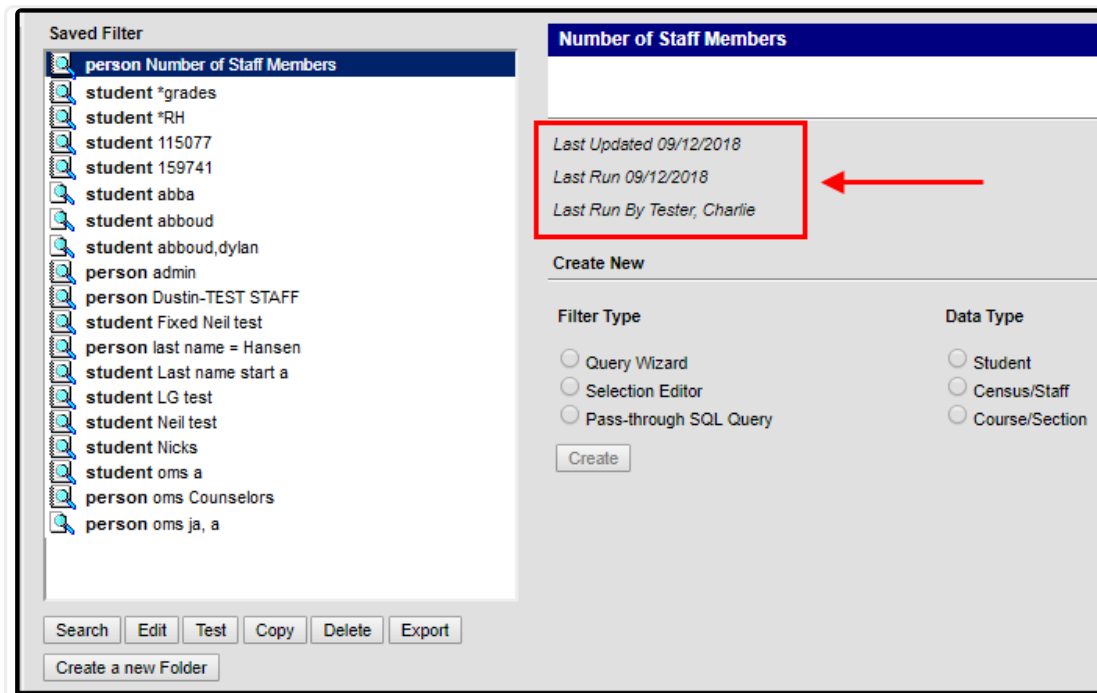 Saved Filter
person Number of Staff Members
student *grades
student *RH
student 115077
student 159741
student abba
student abboud
student abboud,dylan
person admin
person Dustin-TEST STAFF
student Fixed Neil test
person last name = Hansen
student Last name start a
student LG test
student Neil test
student Nicks
student oms a
person oms Counselors
person oms ja, a
Search Edit Test Copy Delete Export
Create a new Folder
Number of Staff Members
Last Updated 09/12/2018
Last Run 09/12/2018
Last Run By Tester, Charlie
Create New
Filter Type
Query Wizard
Selection Editor
Pass-through SQL Query
Create
Data Type
Student
Census/Staff
Course/Section